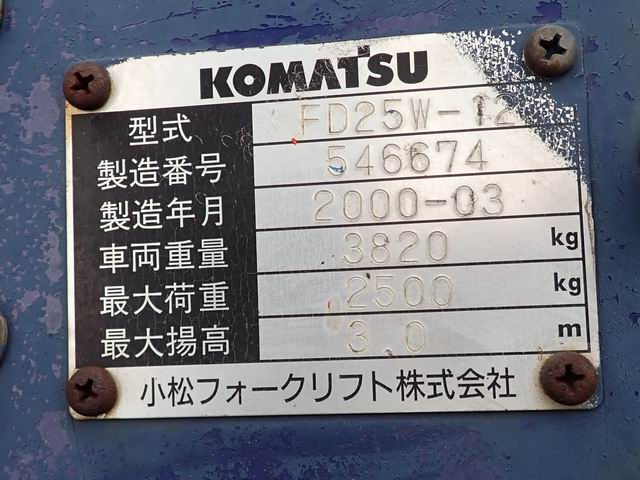 KOMATSU
型式 FD25W-12
製造番号 546674
製造年月 2000-03
車両重量 3820 kg
最大荷重 2500 kg
最大揚高 3.0 m
小松フォークリフト株式会社